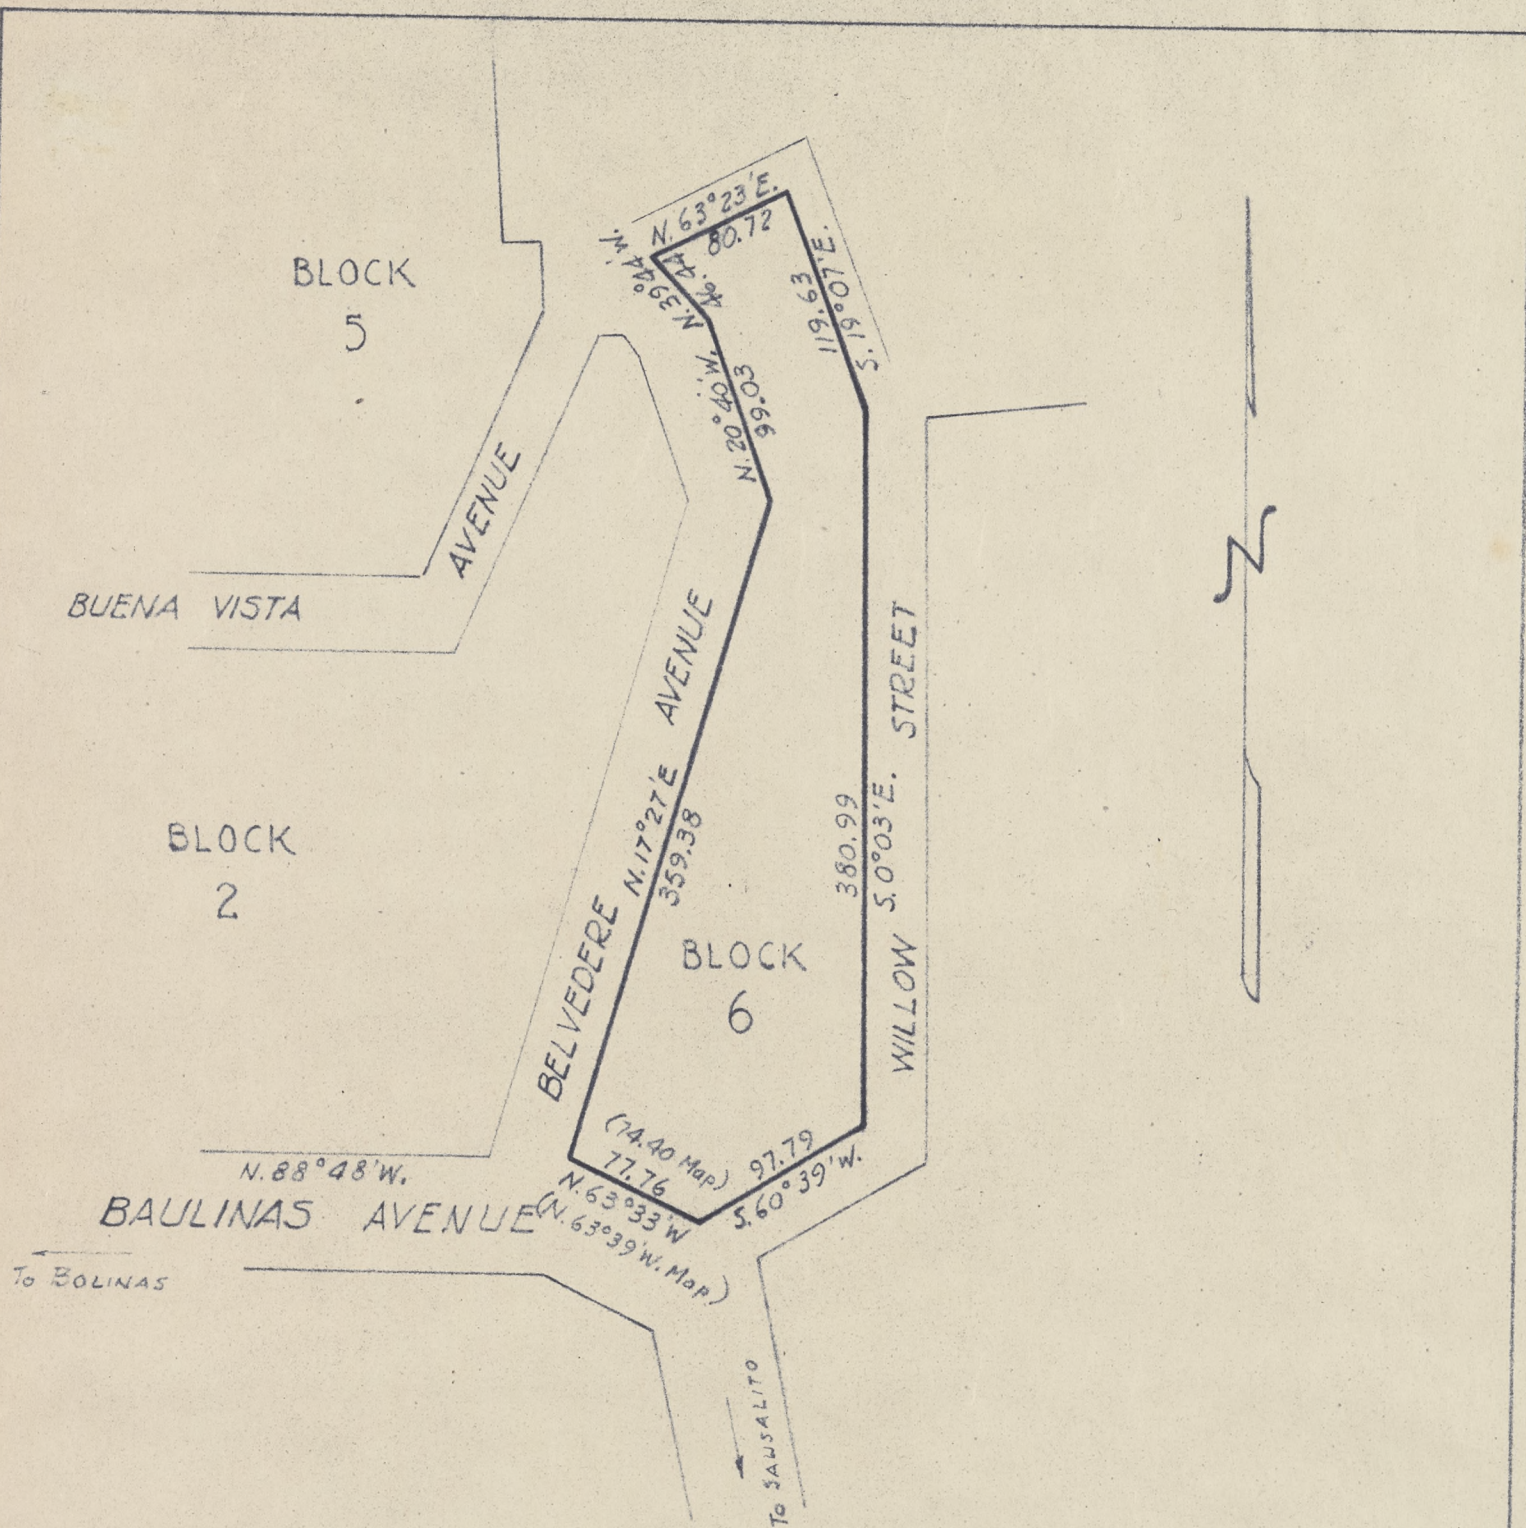 N. 63°23'E.
80.72
N. 39°44'W.
46.44
119.63
S. 19°07'E.
BLOCK
5
N. 20°40'W.
99.03
AVENUE
BUENA VISTA
BELVEDERE AVENUE
N. 17°27'E
359.38
380.99
S. 0°03'E.
WILLOW STREET
N
BLOCK
2
BLOCK
6
(74.40 Map)
77.76
N. 63°33'W
(N. 63°39'W. Map)
97.79
S. 60°39'W.
N. 88°48'W.
BAULINAS AVENUE
To BOLINAS
To SAUSALITO